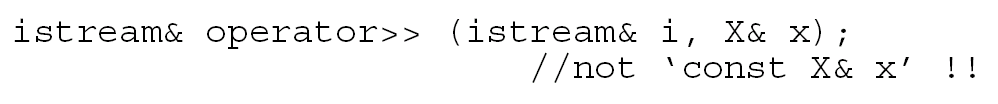 istream& operator>> (istream& i, X& x);
//not ‘const X& x’ !!